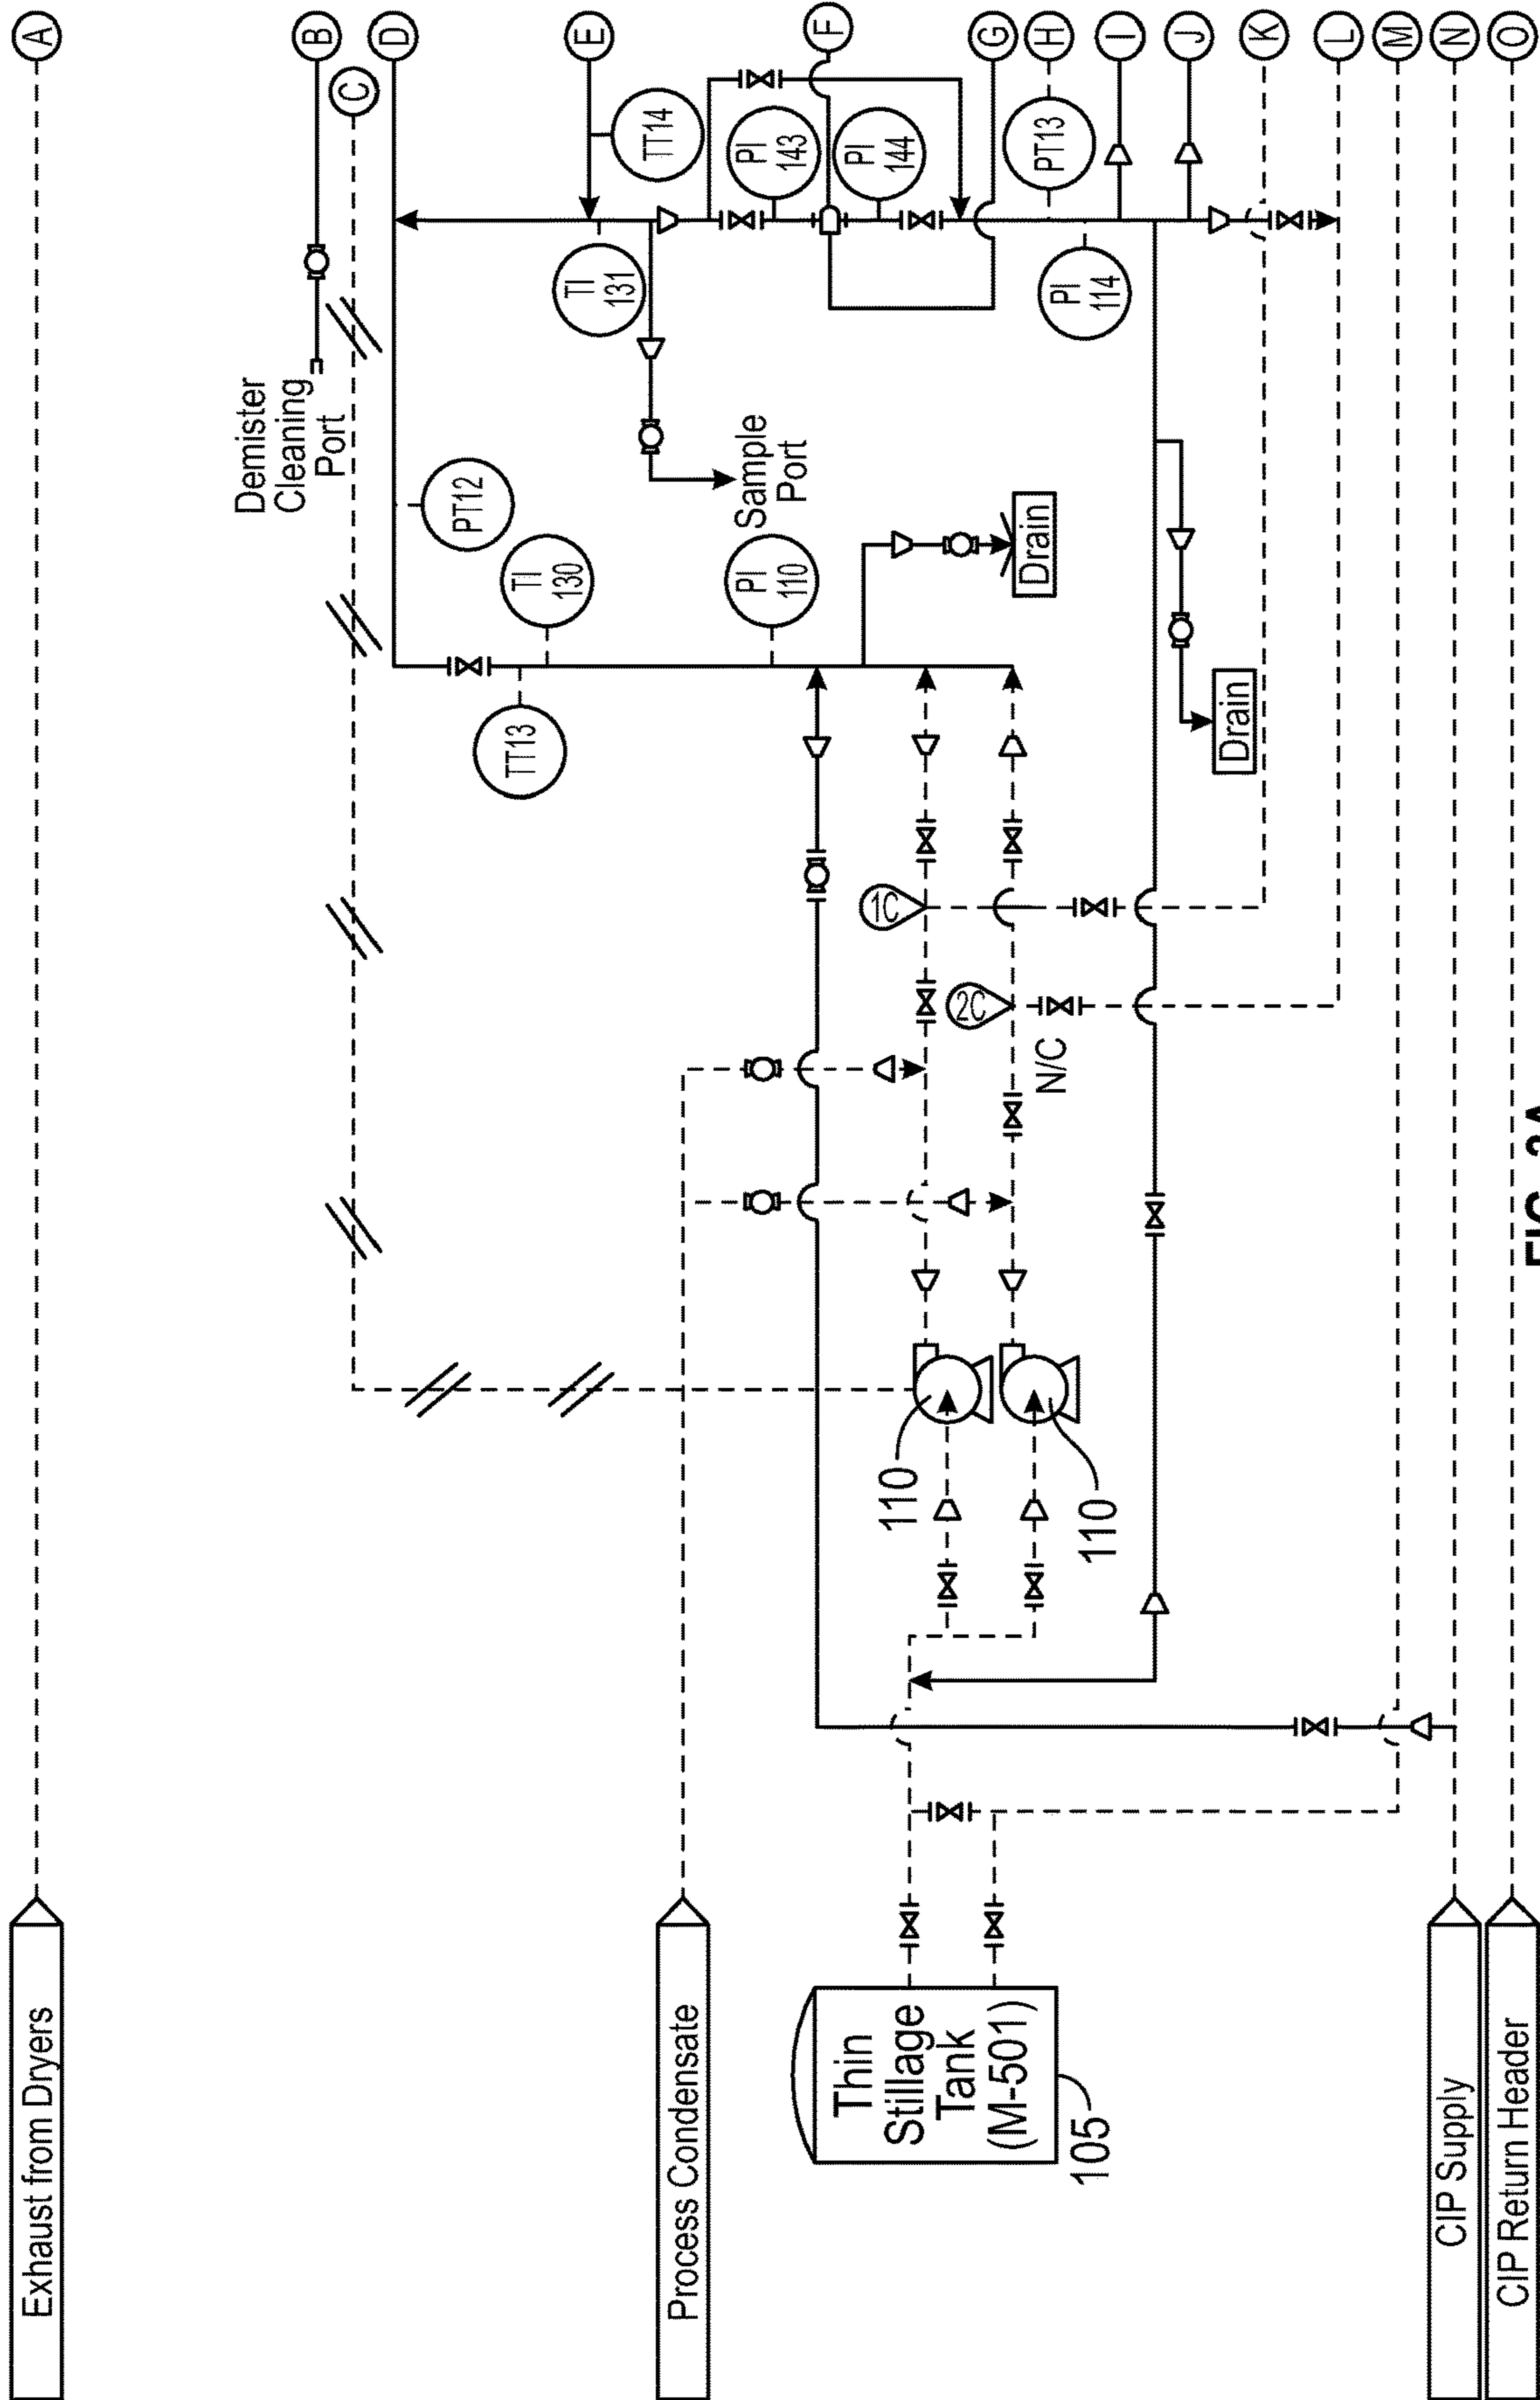 A
B
C
D
E
F
G
H
I
J
K
L
M
N
O
Demister
Cleaning
Port
TT14
PI
143
PI
144
PT13
TI
131
PI
114
PT12
Sample
Port
TI
130
PI
110
Drain
TT13
Drain
1C
2C
N/C
110
110
Exhaust from Dryers
Process Condensate
Thin
Stillage
Tank
(M-501)
105
CIP Supply
CIP Return Header